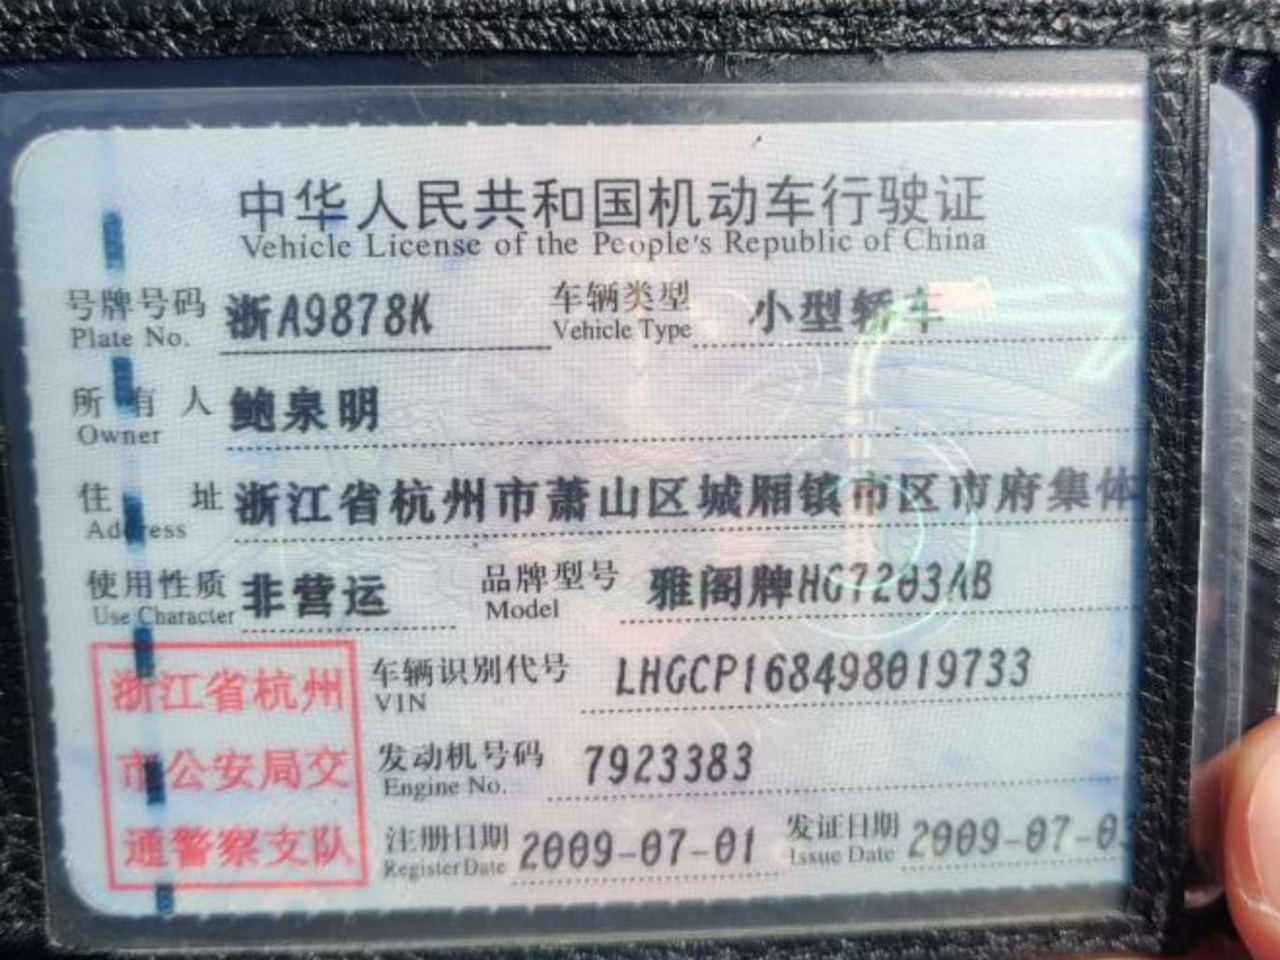 中华人民共和国机动车行驶证
Vehicle License of the People's Republic of China
号牌号码 浙A9878K 车辆类型 小型轿车
Plate No. Vehicle Type
所有人 鲍泉明
Owner
住址 浙江省杭州市萧山区城厢镇市区市府集体
Address
使用性质 非营运 品牌型号 雅阁牌HG7203AB
Use Character Model
浙江省杭州 车辆识别代号 LHGCP168498019733
VIN
市公安局交 发动机号码 7923383
Engine No.
通警察支队 注册日期 2009-07-01 发证日期 2009-07-0
Register Date Issue Date